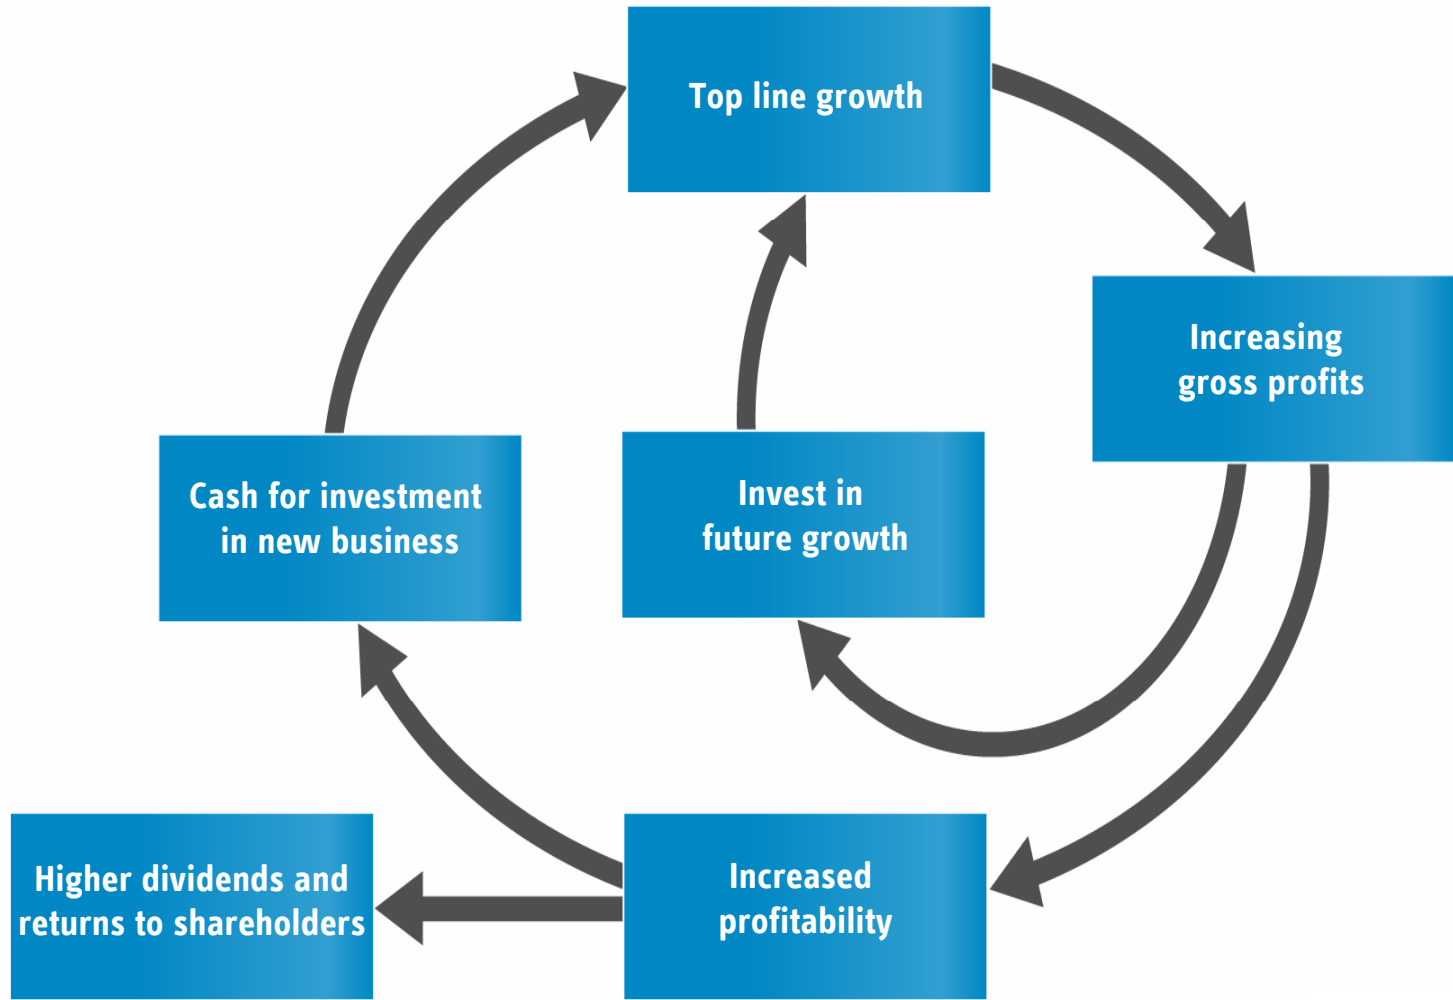 Top line growth
Increasing
gross profits
Cash for investment
in new business
Invest in
future growth
Higher dividends and
returns to shareholders
Increased
profitability